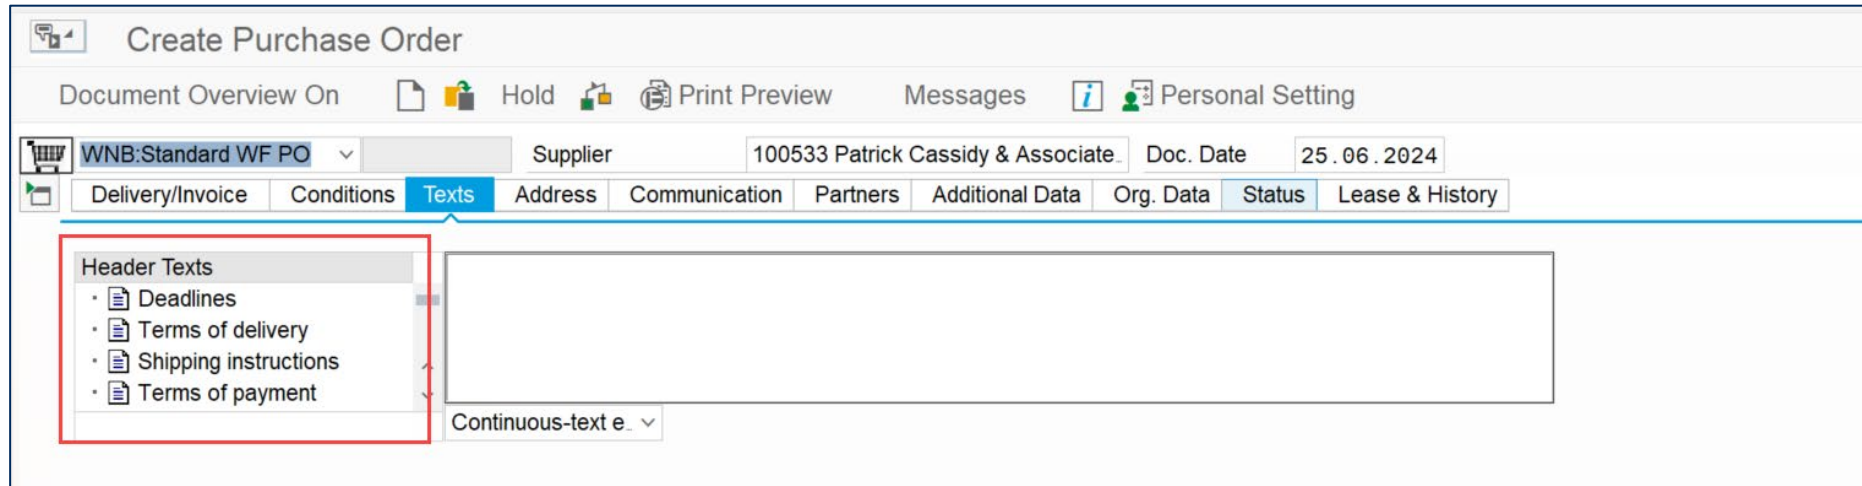 Create Purchase Order
Document Overview On Hold Print Preview Messages i Personal Setting
WNB:Standard WF PO Supplier 100533 Patrick Cassidy & Associate Doc. Date 25.06.2024
Delivery/Invoice Conditions Texts Address Communication Partners Additional Data Org. Data Status Lease & History
Header Texts
Deadlines
Terms of delivery
Shipping instructions
Terms of payment
Continuous-text e